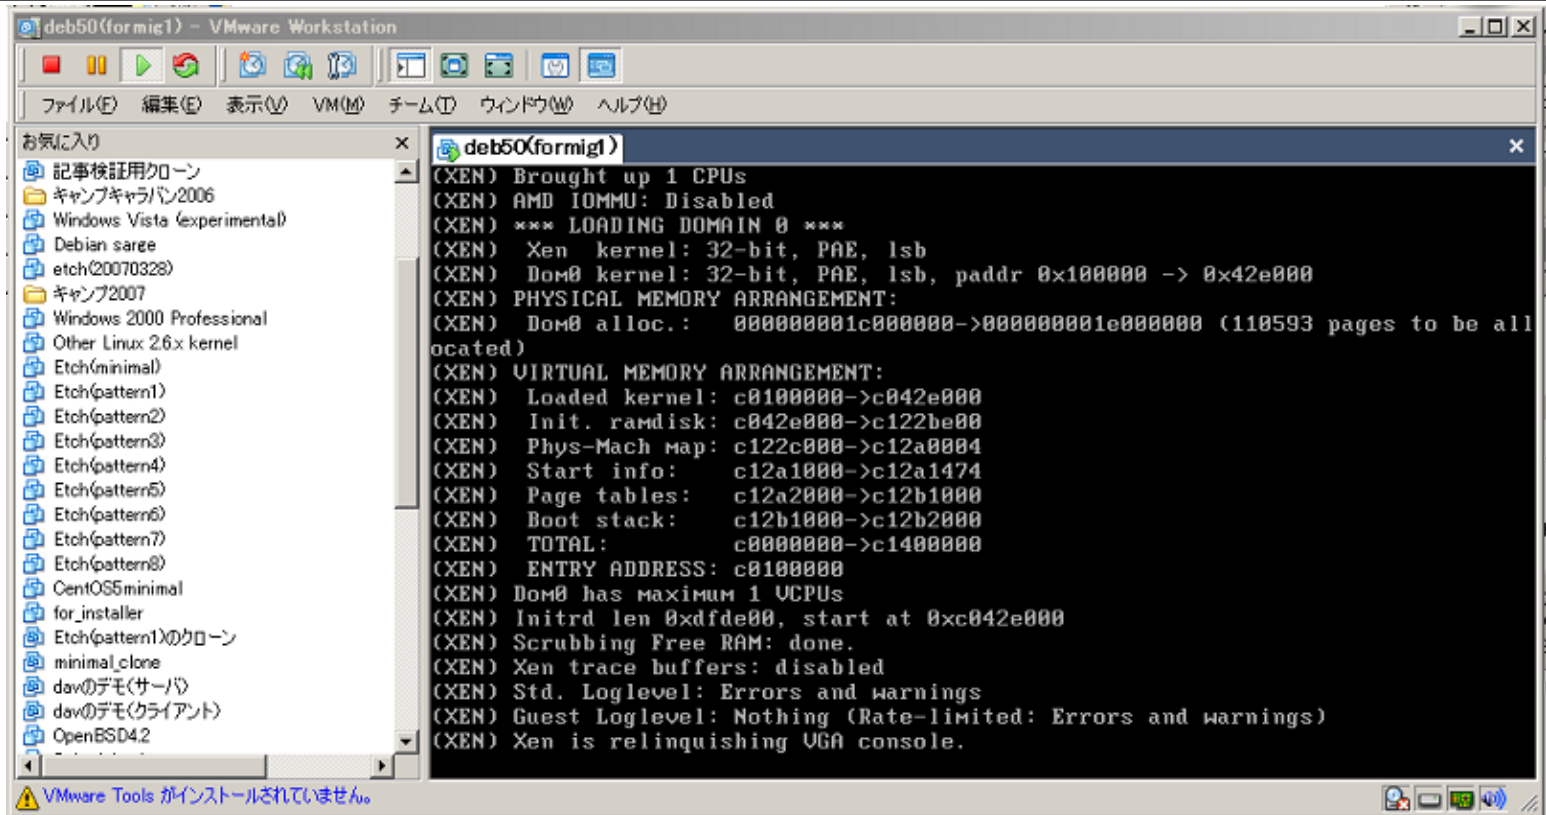 deb50(formig1) - VMware Workstation
ファイル(F) 編集(E) 表示(V) VM(M) チーム(T) ウィンドウ(W) ヘルプ(H)
お気に入り
記事検証用クローン
キャンプキャラバン2006
Windows Vista (experimental)
Debian sarge
etch(20070328)
キャンプ2007
Windows 2000 Professional
Other Linux 2.6.x kernel
Etch(minimal)
Etch(pattern1)
Etch(pattern2)
Etch(pattern3)
Etch(pattern4)
Etch(pattern5)
Etch(pattern6)
Etch(pattern7)
Etch(pattern8)
CentOS5minimal
for_installer
Etch(pattern1)のクローン
minimal_clone
davのデモ(サーバ)
davのデモ(クライアント)
OpenBSD4.2
deb50(formig1)
(XEN) Brought up 1 CPUs
(XEN) AMD IOMMU: Disabled
(XEN) *** LOADING DOMAIN 0 ***
(XEN)  Xen  kernel: 32-bit, PAE, lsb
(XEN)  Dom0 kernel: 32-bit, PAE, lsb, paddr 0x100000 -> 0x42e000
(XEN) PHYSICAL MEMORY ARRANGEMENT:
(XEN)  Dom0 alloc.:   000000001c000000->000000001e000000 (110593 pages to be all
ocated)
(XEN) VIRTUAL MEMORY ARRANGEMENT:
(XEN)  Loaded kernel: c0100000->c042e000
(XEN)  Init. ramdisk: c042e000->c122be00
(XEN)  Phys-Mach map: c122c000->c12a0004
(XEN)  Start info:    c12a1000->c12a1474
(XEN)  Page tables:   c12a2000->c12b1000
(XEN)  Boot stack:    c12b1000->c12b2000
(XEN)  TOTAL:         c0000000->c1400000
(XEN)  ENTRY ADDRESS: c0100000
(XEN) Dom0 has maximum 1 VCPUs
(XEN) Initrd len 0xdfde00, start at 0xc042e000
(XEN) Scrubbing Free RAM: done.
(XEN) Xen trace buffers: disabled
(XEN) Std. Loglevel: Errors and warnings
(XEN) Guest Loglevel: Nothing (Rate-limited: Errors and warnings)
(XEN) Xen is relinquishing VGA console.
VMware Tools がインストールされていません。